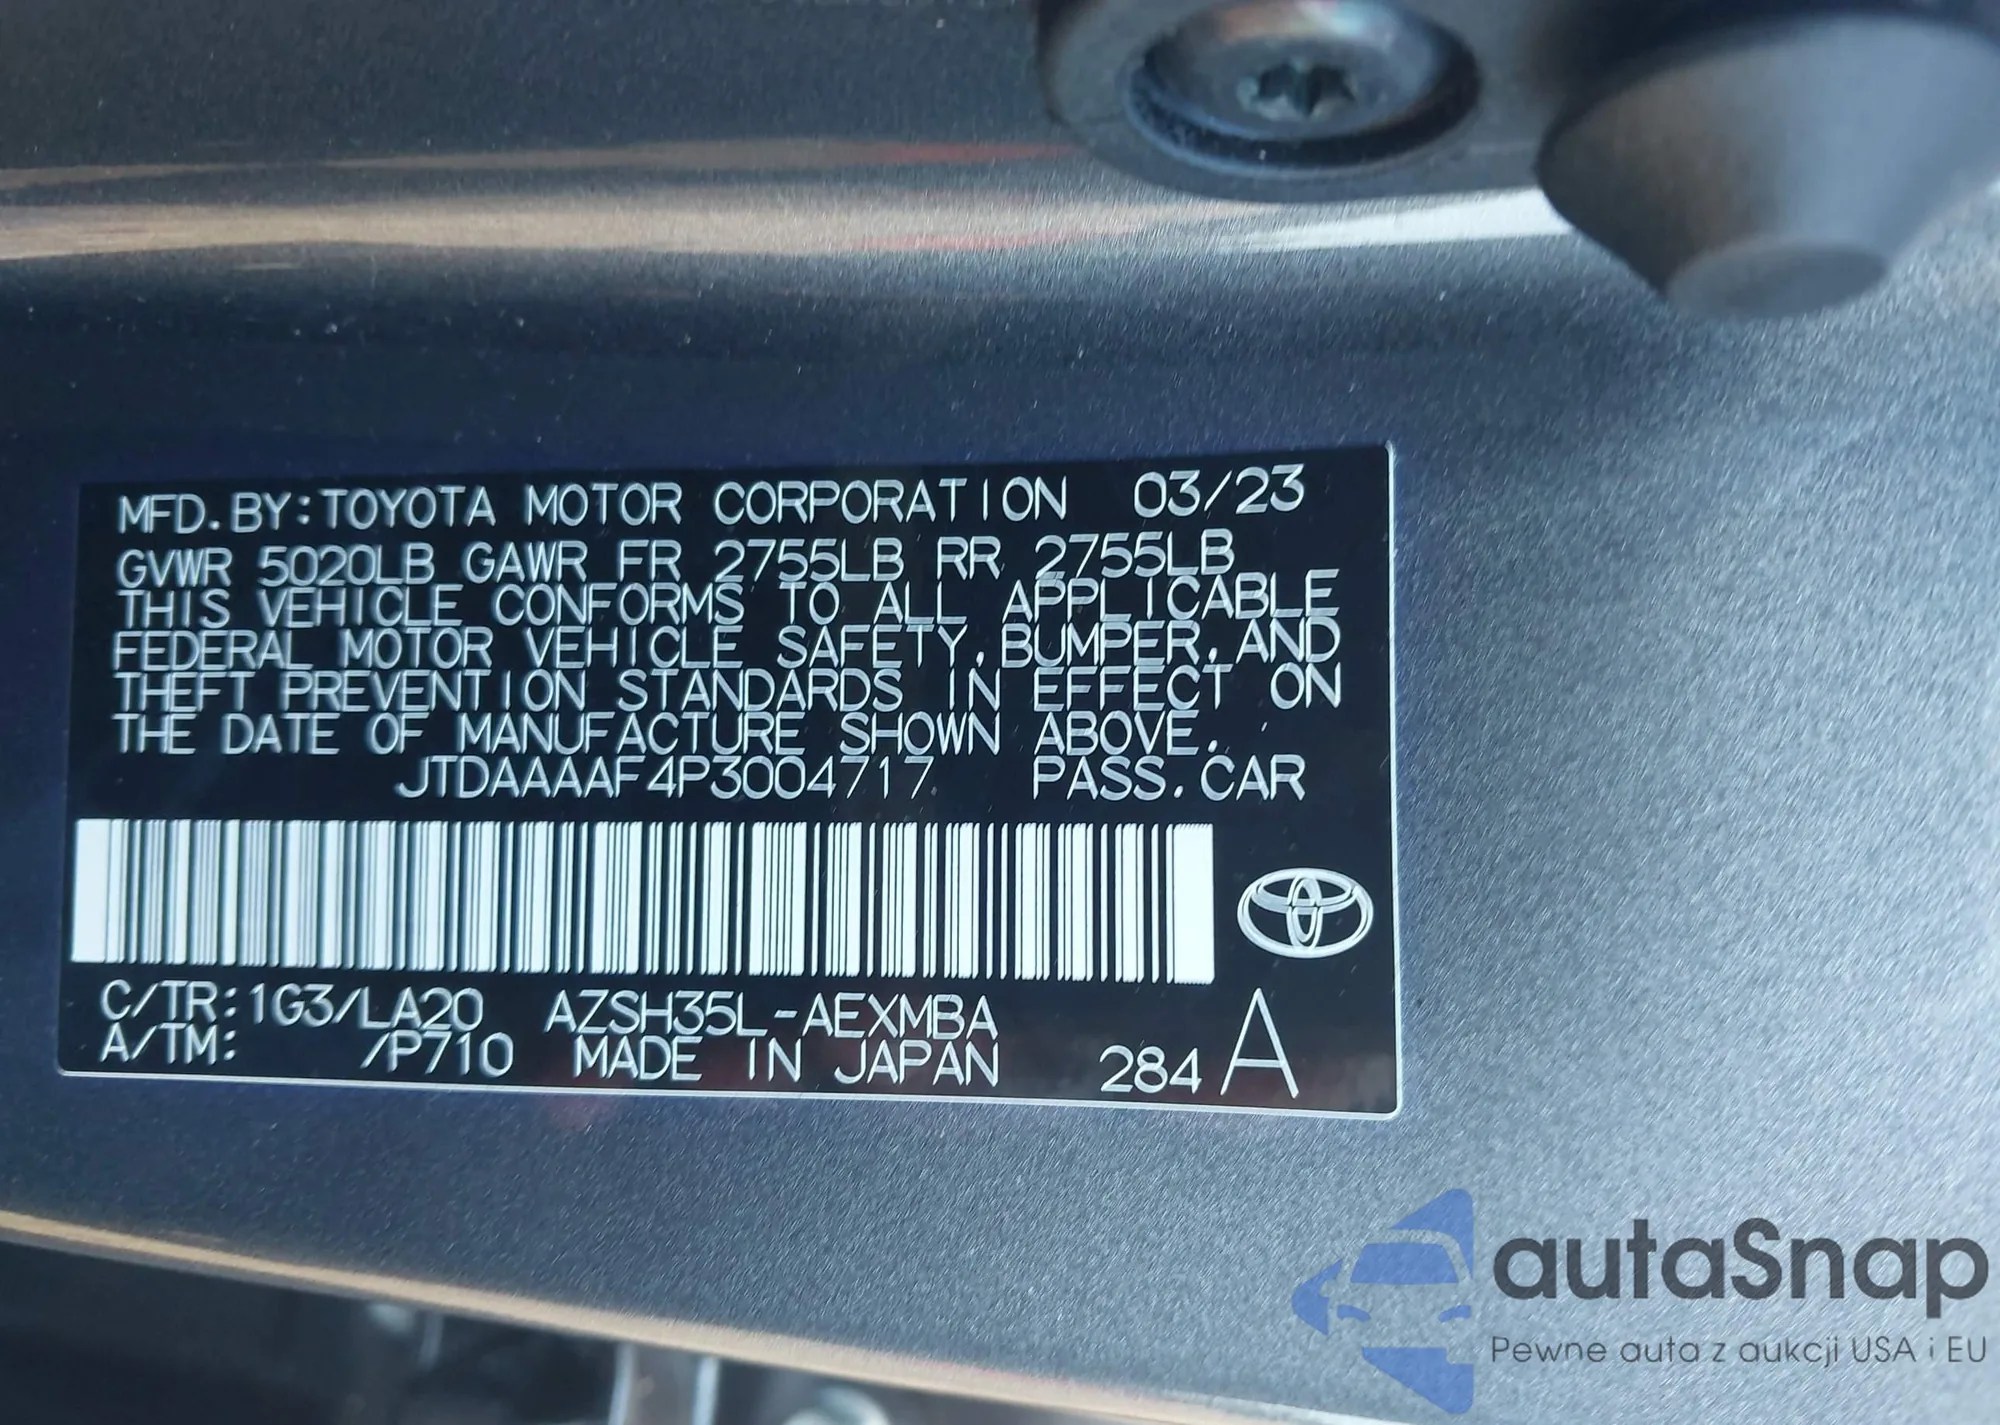 MFD.BY:TOYOTA MOTOR CORPORATION 03/23
GVWR 5020LB GAWR FR 2755LB RR 2755LB
THIS VEHICLE CONFORMS TO ALL APPLICABLE
FEDERAL MOTOR VEHICLE SAFETY,BUMPER,AND
THEFT PREVENTION STANDARDS IN EFFECT ON
THE DATE OF MANUFACTURE SHOWN ABOVE.
JTDAAAAF4P3004717 PASS.CAR
C/TR:1G3/LA20 AZSH35L-AEXMBA
A/TM: /P710 MADE IN JAPAN 284 A
autaSnap
Pewne auta z aukcji USA i EU